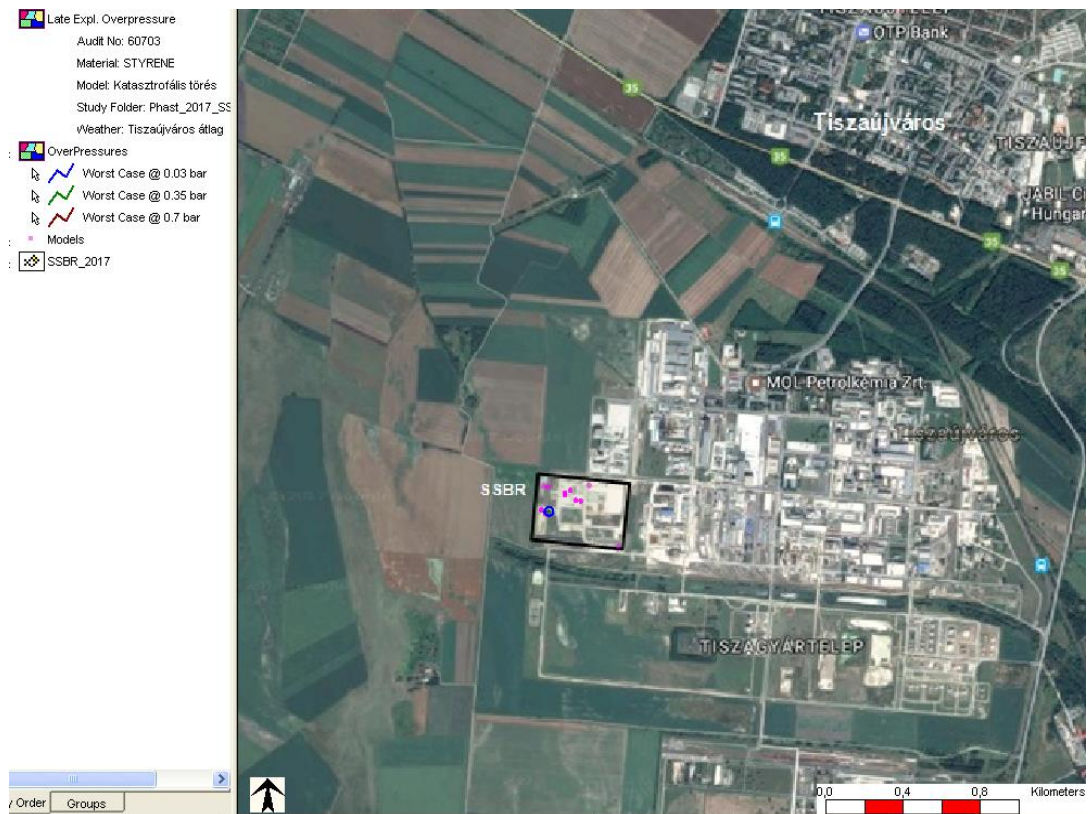 Late Expl. Overpressure
Audit No: 60703
Material: STYRENE
Model: Katasztrofális törés
Study Folder: Phast_2017_SS
Weather: Tiszaújváros átlag
OverPressures
Worst Case @ 0.03 bar
Worst Case @ 0.35 bar
Worst Case @ 0.7 bar
Models
SSBR_2017
y Order
Groups
OTP Bank
35
Tiszaújváros
35
JABIL Ci
Hungar
35
35
MOL Petrolkémia Zrt.
Tiszaújváros
SSBR
TISZAGYÁRTELEP
0,0 0,4 0,8 Kilometers